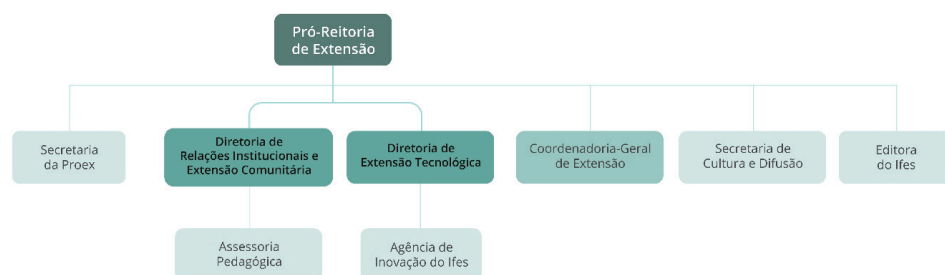 Pró-Reitoria
de Extensão
Secretaria
da Proex
Diretoria de
Relações Institucionais e
Extensão Comunitária
Diretoria de
Extensão Tecnológica
Coordenadoria-Geral
de Extensão
Secretaria de
Cultura e Difusão
Editora
do Ifes
Assessoria
Pedagógica
Agência de
Inovação do Ifes